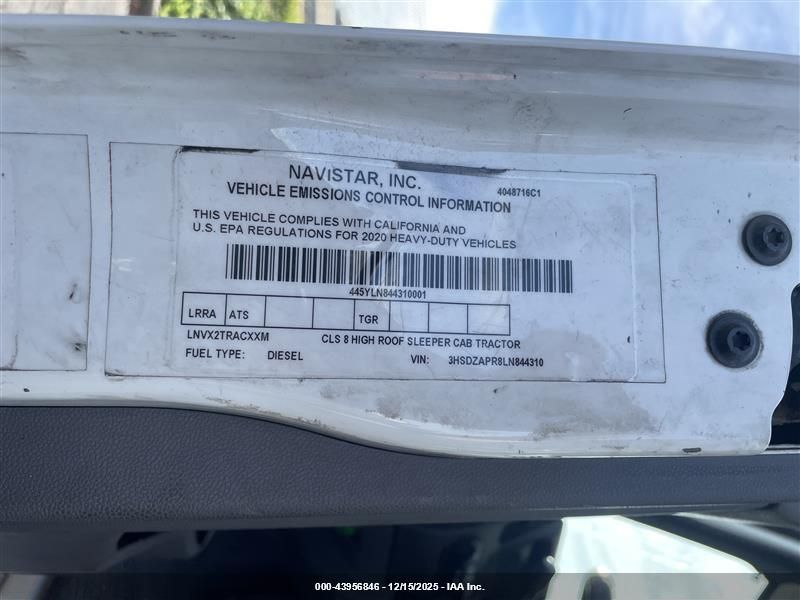 NAVISTAR, INC.
4048716C1
VEHICLE EMISSIONS CONTROL INFORMATION
THIS VEHICLE COMPLIES WITH CALIFORNIA AND
U.S. EPA REGULATIONS FOR 2020 HEAVY-DUTY VEHICLES
445YLN844310001
LRRA ATS TGR
LNVX2TRACXXM CLS 8 HIGH ROOF SLEEPER CAB TRACTOR
FUEL TYPE: DIESEL VIN: 3HSDZAPR8LN844310
000-43956846 - 12/15/2025 - IAA Inc.